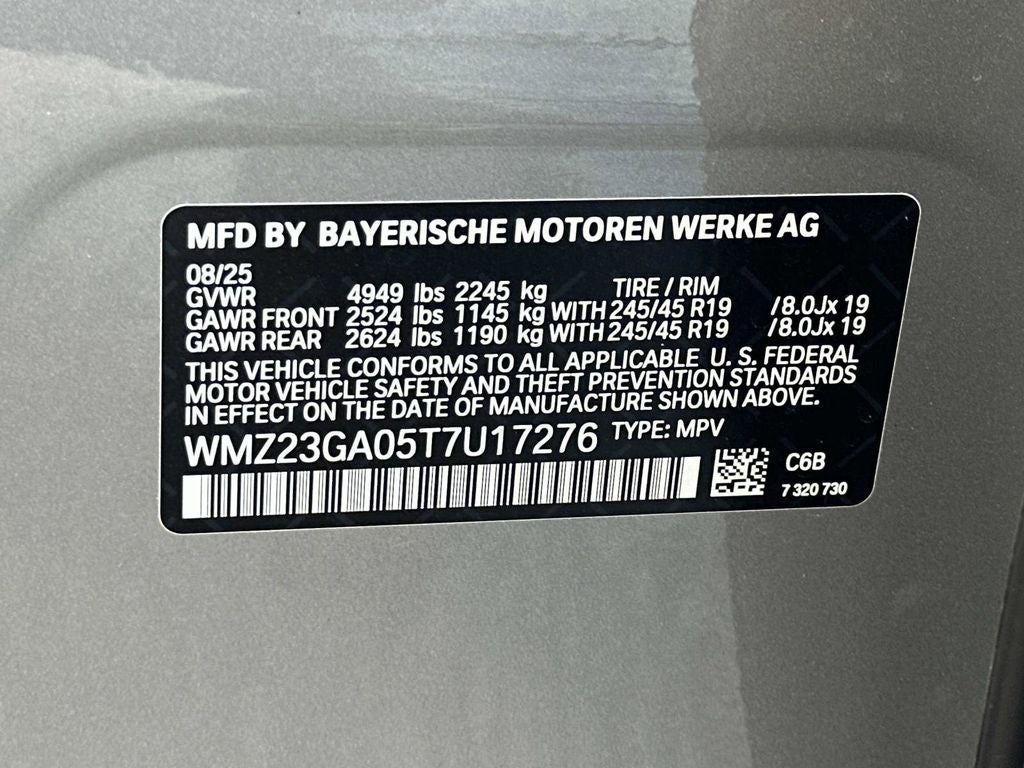 MFD BY BAYERISCHE MOTOREN WERKE AG
08/25
GVWR 4949 lbs 2245 kg TIRE / RIM
GAWR FRONT 2524 lbs 1145 kg WITH 245/45 R19 /8.0Jx 19
GAWR REAR 2624 lbs 1190 kg WITH 245/45 R19 /8.0Jx 19
THIS VEHICLE CONFORMS TO ALL APPLICABLE U. S. FEDERAL
MOTOR VEHICLE SAFETY AND THEFT PREVENTION STANDARDS
IN EFFECT ON THE DATE OF MANUFACTURE SHOWN ABOVE.
WMZ23GA05T7U17276 TYPE: MPV
C6B
7 320 730